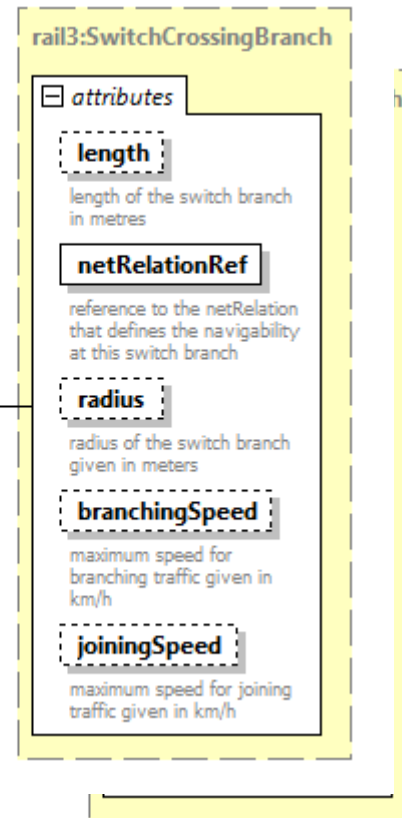 rail3:SwitchCrossingBranch
attributes
length
length of the switch branch
in metres
netRelationRef
reference to the netRelation
that defines the navigability
at this switch branch
radius
radius of the switch branch
given in meters
branchingSpeed
maximum speed for
branching traffic given in
km/h
joiningSpeed
maximum speed for joining
traffic given in km/h